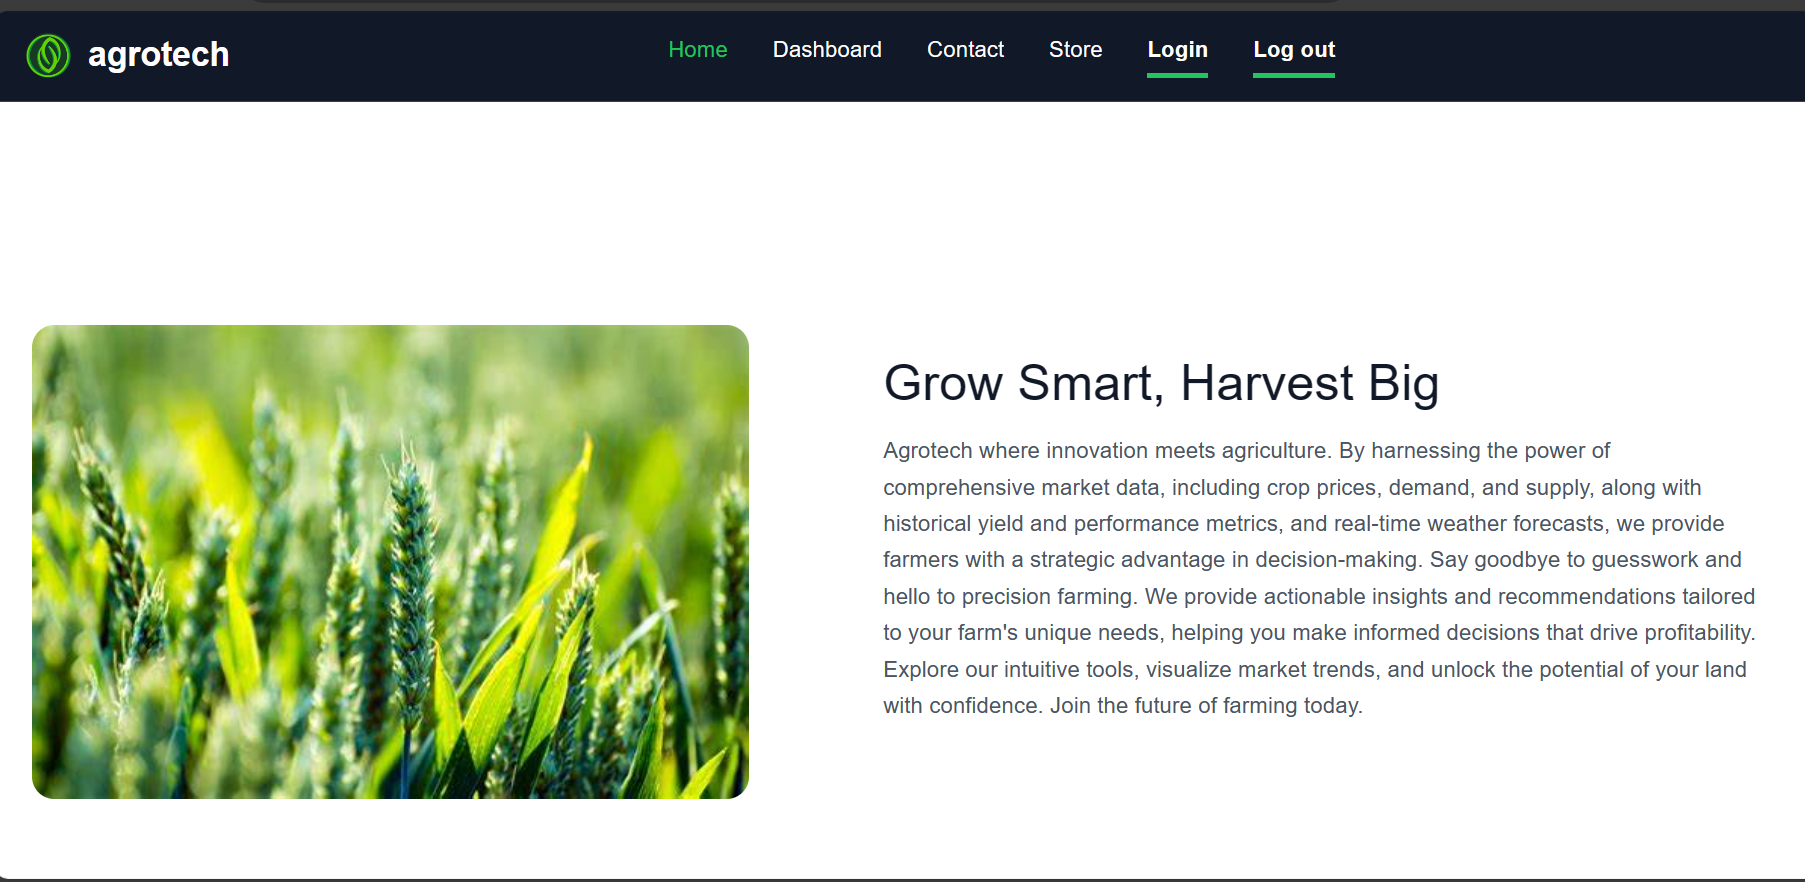 agrotech
Home Dashboard Contact Store Login Log out
Grow Smart, Harvest Big
Agrotech where innovation meets agriculture. By harnessing the power of
comprehensive market data, including crop prices, demand, and supply, along with
historical yield and performance metrics, and real-time weather forecasts, we provide
farmers with a strategic advantage in decision-making. Say goodbye to guesswork and
hello to precision farming. We provide actionable insights and recommendations tailored
to your farm's unique needs, helping you make informed decisions that drive profitability.
Explore our intuitive tools, visualize market trends, and unlock the potential of your land
with confidence. Join the future of farming today.